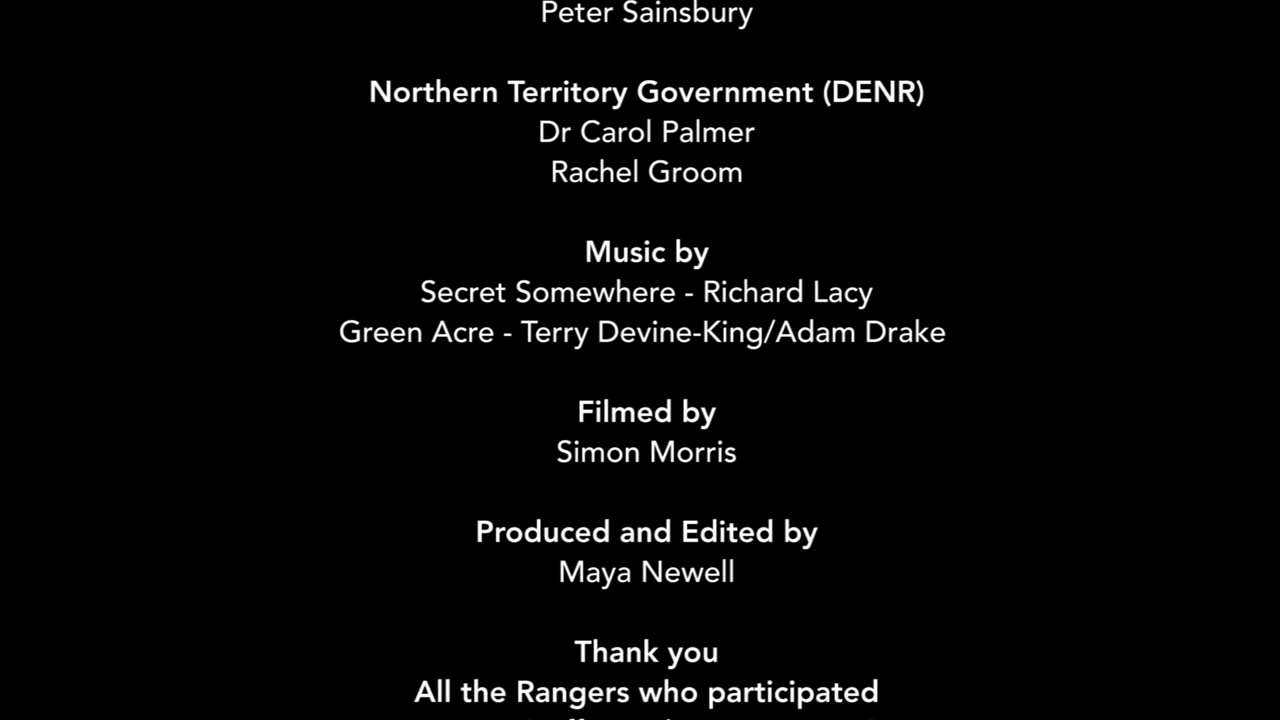 Peter Sainsbury
Northern Territory Government (DENR)
Dr Carol Palmer
Rachel Groom
Music by
Secret Somewhere - Richard Lacy
Green Acre - Terry Devine-King/Adam Drake
Filmed by
Simon Morris
Produced and Edited by
Maya Newell
Thank you
All the Rangers who participated